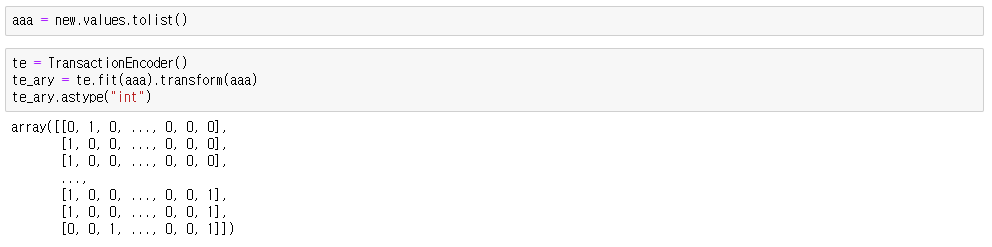 aaa = new.values.tolist()
te = TransactionEncoder()
te_ary = te.fit(aaa).transform(aaa)
te_ary.astype("int")
array([[0, 1, 0, ..., 0, 0, 0],
       [1, 0, 0, ..., 0, 0, 0],
       [1, 0, 0, ..., 0, 0, 0],
       ...,
       [1, 0, 0, ..., 0, 0, 1],
       [1, 0, 0, ..., 0, 0, 1],
       [0, 0, 1, ..., 0, 0, 1]])